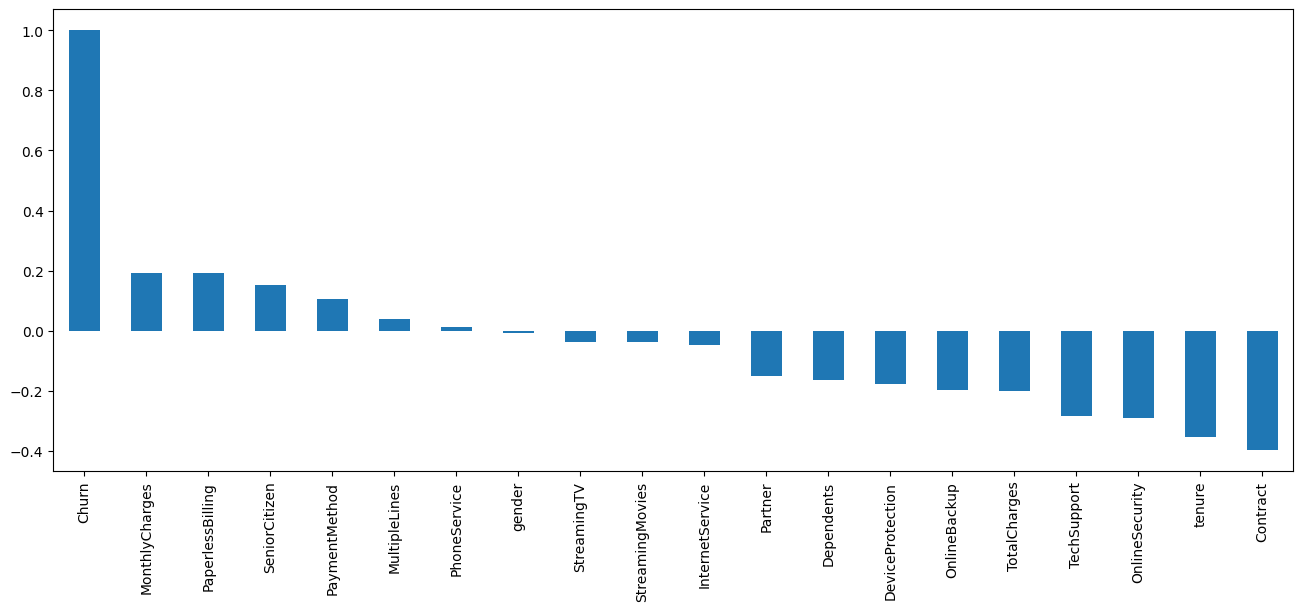 1.0
0.8
0.6
0.4
0.2
0.0
−0.2
−0.4
Churn
MonthlyCharges
PaperlessBilling
SeniorCitizen
PaymentMethod
MultipleLines
PhoneService
gender
StreamingTV
StreamingMovies
InternetService
Partner
Dependents
DeviceProtection
OnlineBackup
TotalCharges
TechSupport
OnlineSecurity
tenure
Contract